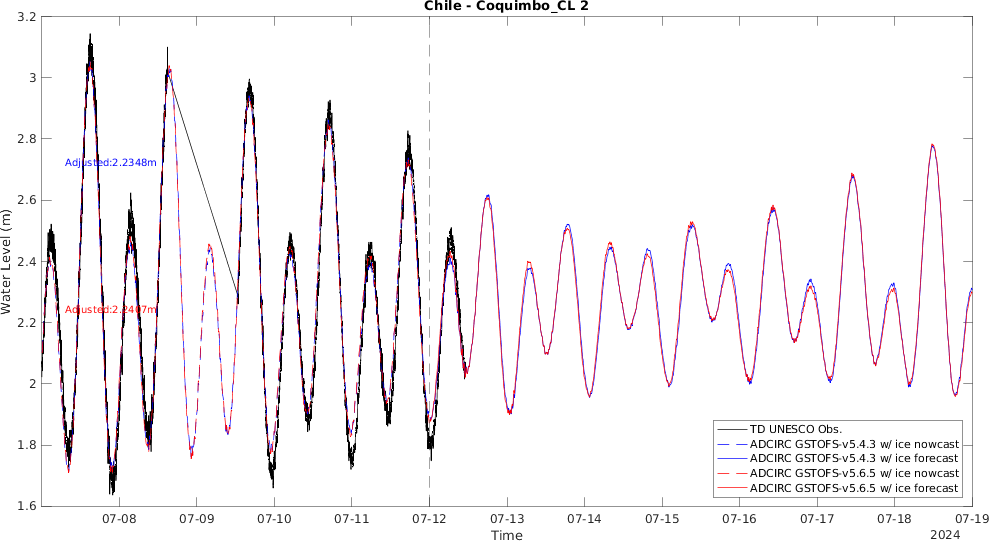 Chile - Coquimbo_CL 2
3.2
3
2.8
2.6
2.4
2.2
2
1.8
1.6
Water Level (m)
Adjusted:2.2348m
Adjusted:2.2407m
TD UNESCO Obs.
ADCIRC GSTOFS-v5.4.3 w/ ice nowcast
ADCIRC GSTOFS-v5.4.3 w/ ice forecast
ADCIRC GSTOFS-v5.6.5 w/ ice nowcast
ADCIRC GSTOFS-v5.6.5 w/ ice forecast
07-08 07-09 07-10 07-11 07-12 07-13 07-14 07-15 07-16 07-17 07-18 07-19
Time
2024